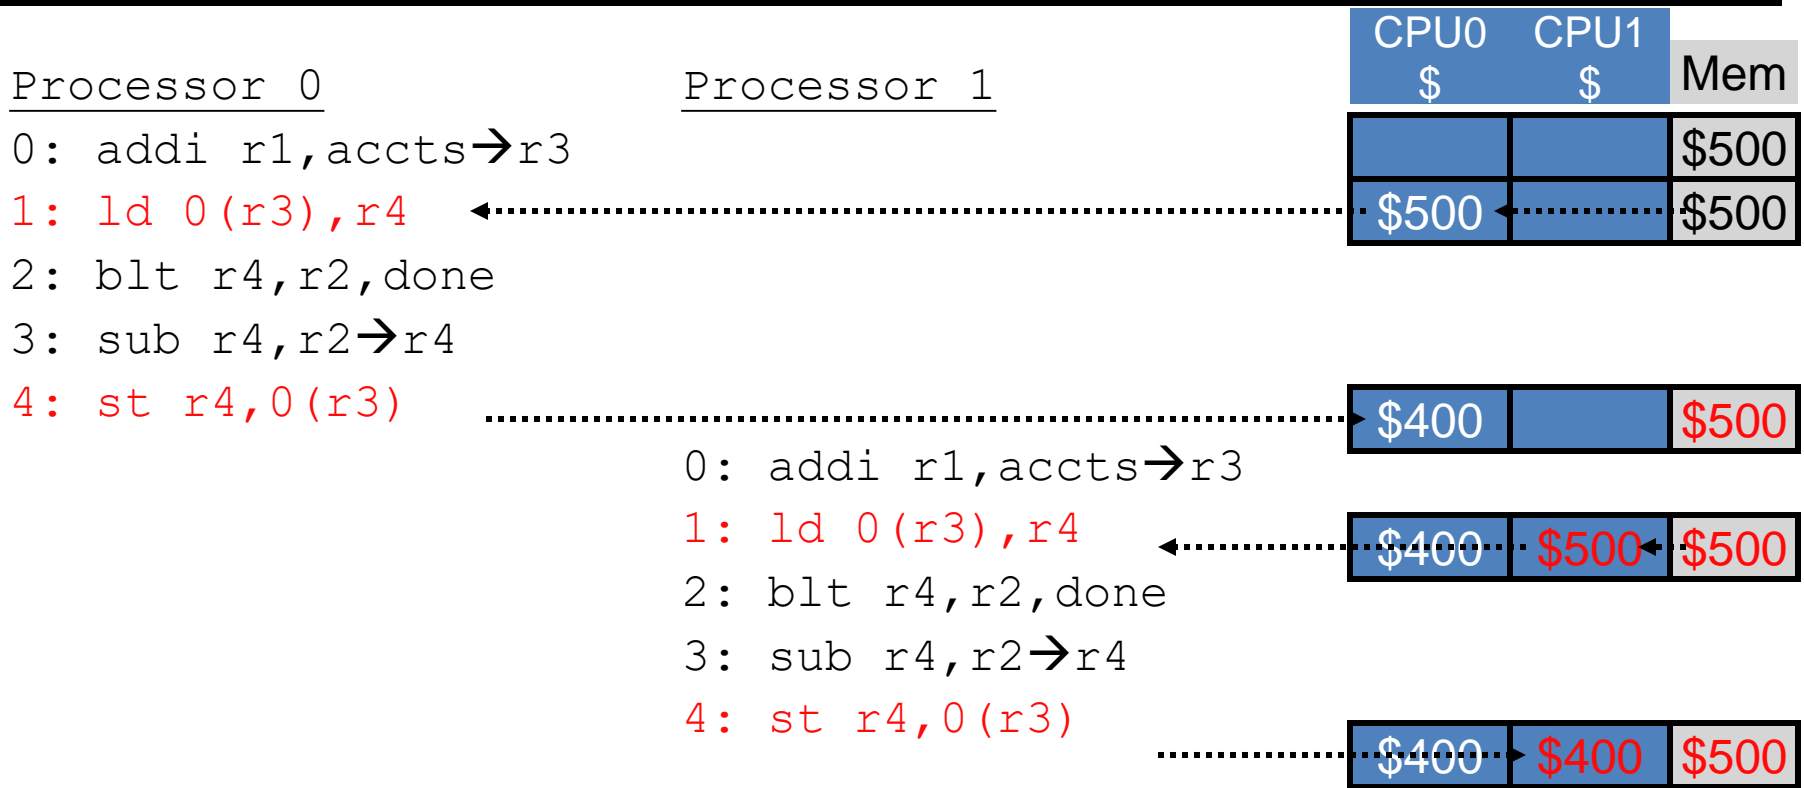 CPU0 CPU1
$ $ Mem
Processor 0 Processor 1
0: addi r1,accts→r3 $500
1: ld 0(r3),r4 $500 $500
2: blt r4,r2,done
3: sub r4,r2→r4
4: st r4,0(r3) $400 $500
0: addi r1,accts→r3
1: ld 0(r3),r4 $400 $500 $500
2: blt r4,r2,done
3: sub r4,r2→r4
4: st r4,0(r3) $400 $400 $500